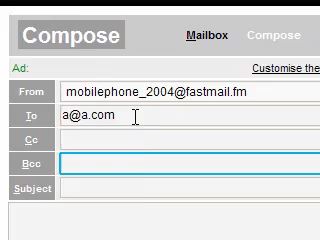 Compose Mailbox Compose
Ad: Customise the
From mobilephone_2004@fastmail.fm
To a@a.com
Cc
Bcc
Subject